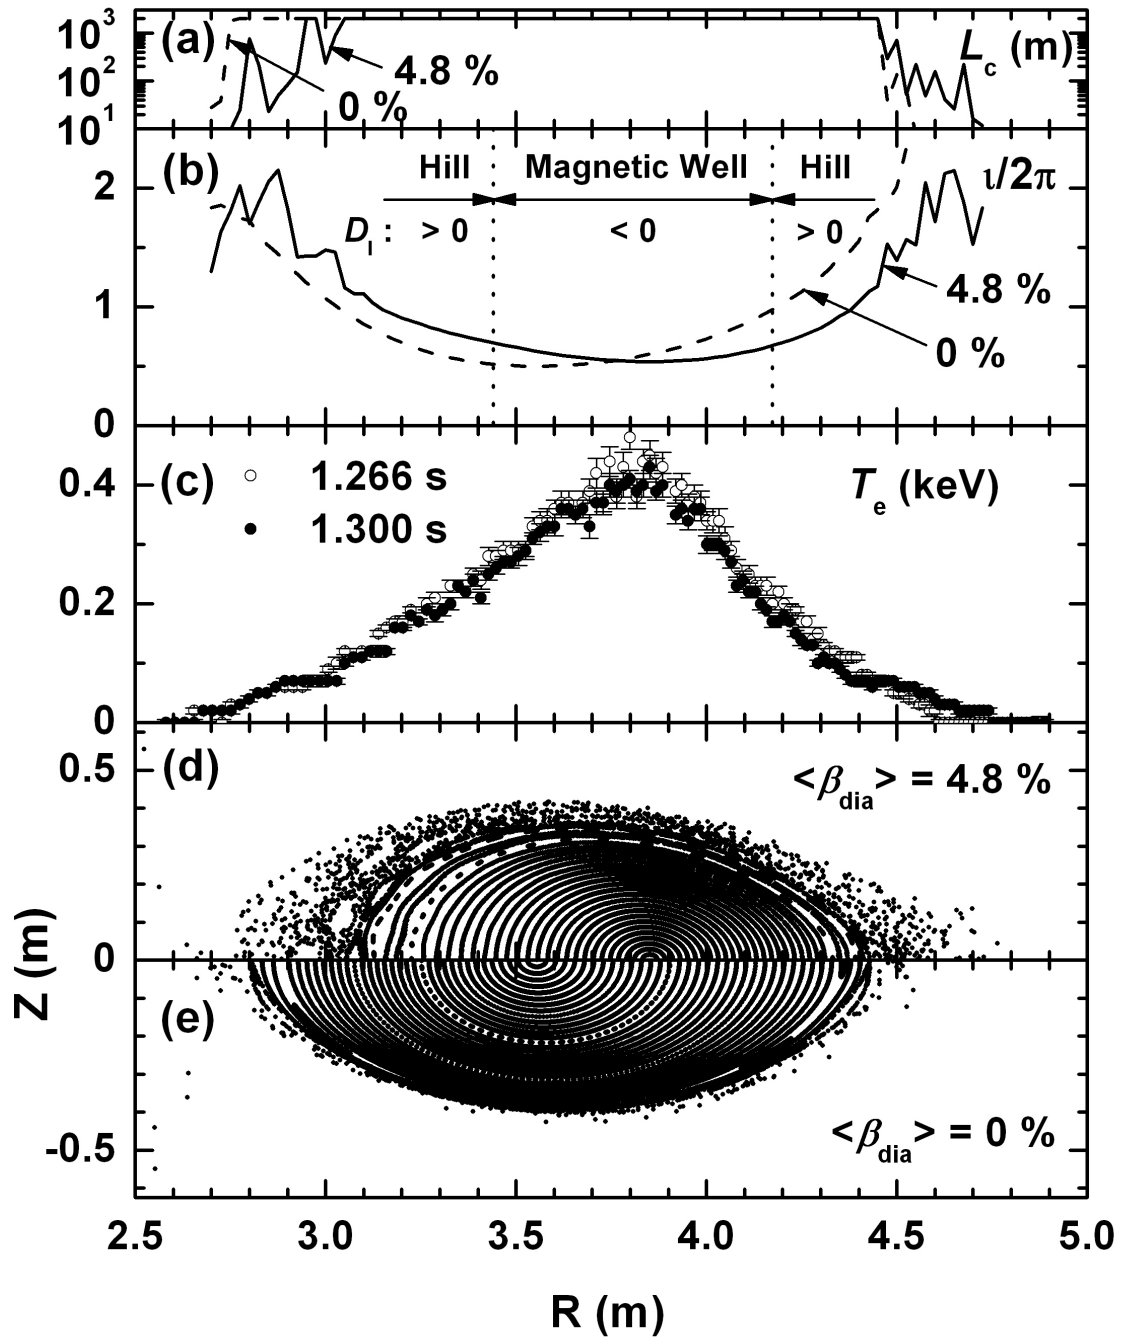 10³
10²
10¹
(a)
4.8 %
0 %
L_c (m)
(b)
2
1
0
Hill
Magnetic Well
Hill
ι/2π
D_I : > 0
< 0
> 0
4.8 %
0 %
(c)
1.266 s
1.300 s
T_e (keV)
0.4
0.2
0
(d)
0.5
<β_dia> = 4.8 %
0
(e)
-0.5
<β_dia> = 0 %
Z (m)
2.5 3.0 3.5 4.0 4.5 5.0
R (m)